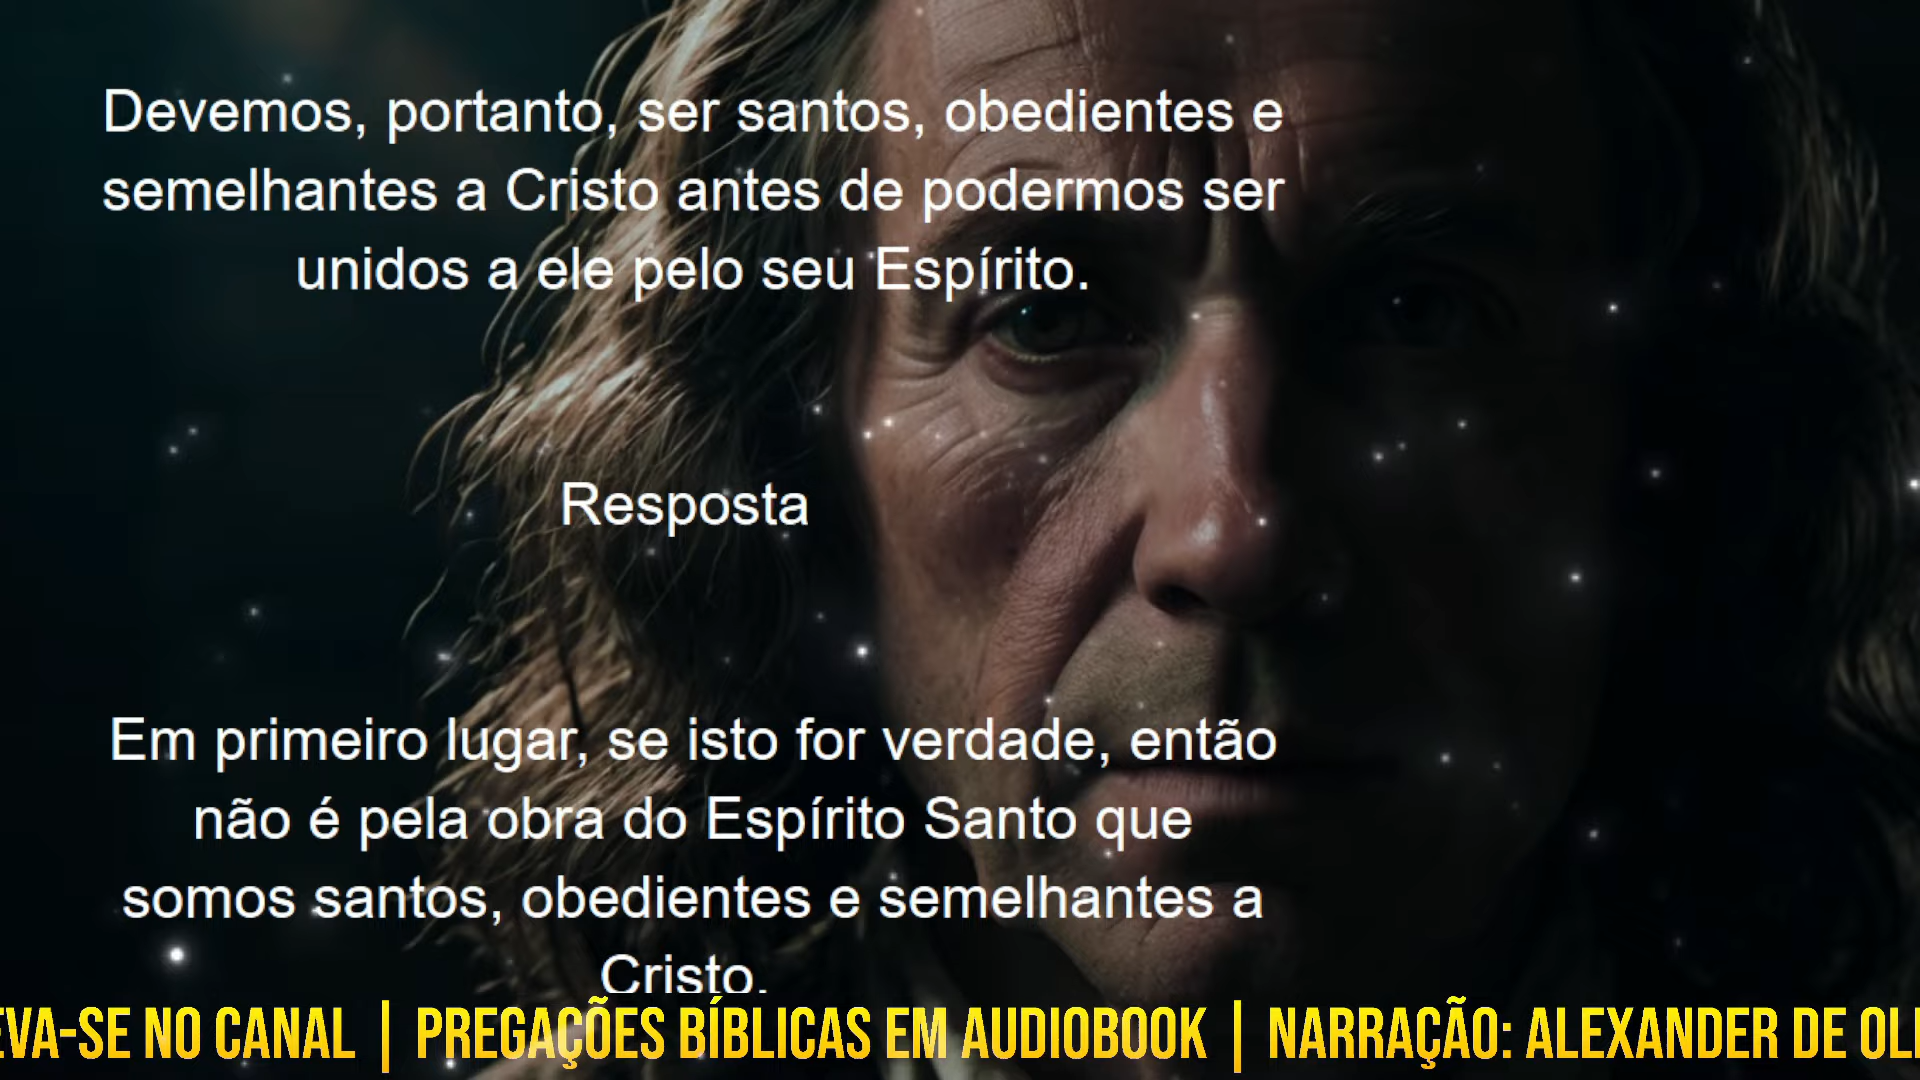 Devemos, portanto, ser santos, obedientes e
semelhantes a Cristo antes de podermos ser
unidos a ele pelo seu Espírito.
Resposta
Em primeiro lugar, se isto for verdade, então
não é pela obra do Espírito Santo que
somos santos, obedientes e semelhantes a
Cristo.
EVA-SE NO CANAL | PREGAÇÕES BÍBLICAS EM AUDIOBOOK | NARRAÇÃO: ALEXANDER DE OLI